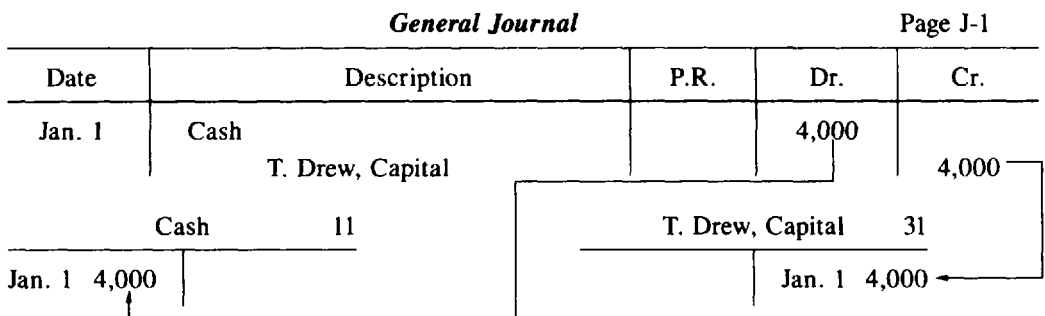 General Journal Page J-1
Date Description P.R. Dr. Cr.
Jan. 1 Cash 4,000
T. Drew, Capital 4,000
Cash 11 T. Drew, Capital 31
Jan. 1 4,000 Jan. 1 4,000